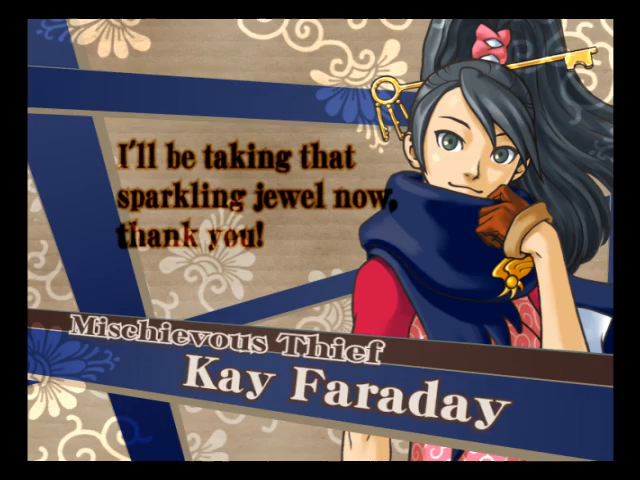 I'll be taking that
sparkling jewel now,
thank you!
Mischievous Thief
Kay Faraday